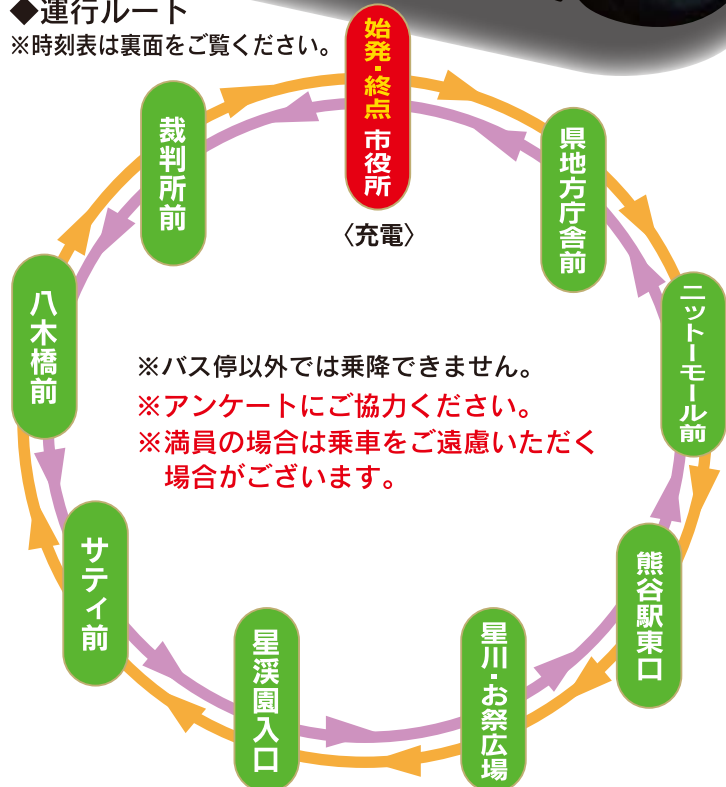 ◆運行ルート
※時刻表は裏面をご覧ください。
始発・終点 市役所
〈充電〉
県地方庁舎前
ニットーモール前
熊谷駅東口
星川・お祭広場
星渓園入口
サティ前
八木橋前
裁判所前
※バス停以外では乗降できません。
※アンケートにご協力ください。
※満員の場合は乗車をご遠慮いただく
場合がございます。